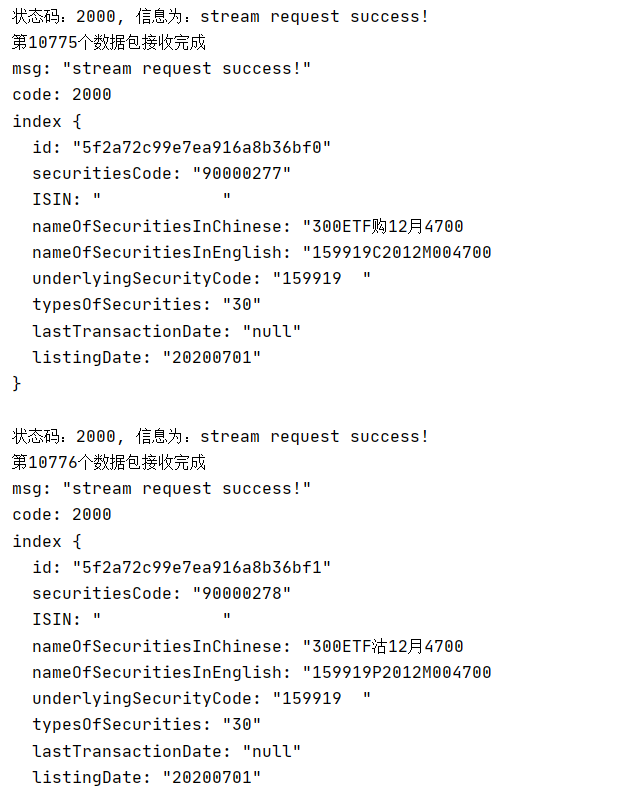 状态码：2000, 信息为：stream request success!
第10775个数据包接收完成
msg: "stream request success!"
code: 2000
index {
  id: "5f2a72c99e7ea916a8b36bf0"
  securitiesCode: "90000277"
  ISIN: "            "
  nameOfSecuritiesInChinese: "300ETF购12月4700
  nameOfSecuritiesInEnglish: "159919C2012M004700
  underlyingSecurityCode: "159919  "
  typesOfSecurities: "30"
  lastTransactionDate: "null"
  listingDate: "20200701"
}

状态码：2000, 信息为：stream request success!
第10776个数据包接收完成
msg: "stream request success!"
code: 2000
index {
  id: "5f2a72c99e7ea916a8b36bf1"
  securitiesCode: "90000278"
  ISIN: "            "
  nameOfSecuritiesInChinese: "300ETF沽12月4700
  nameOfSecuritiesInEnglish: "159919P2012M004700
  underlyingSecurityCode: "159919  "
  typesOfSecurities: "30"
  lastTransactionDate: "null"
  listingDate: "20200701"